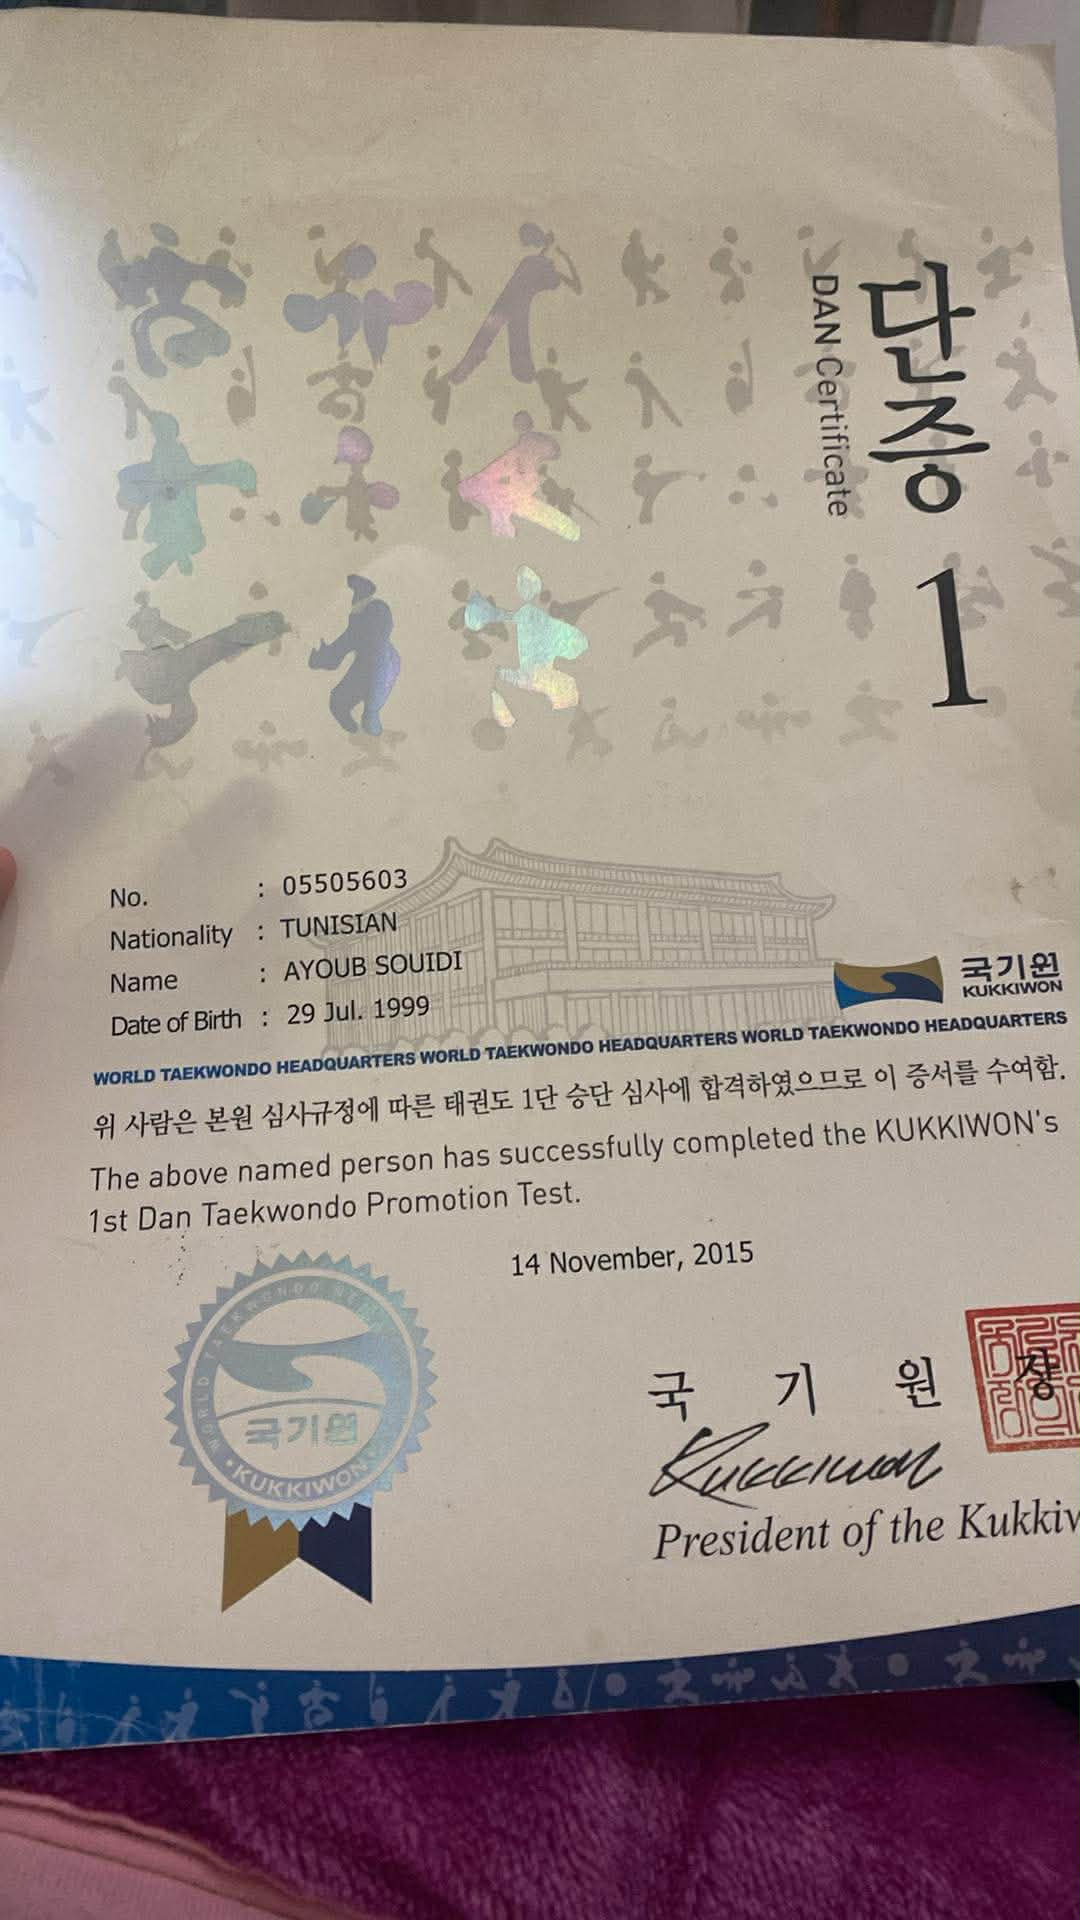 단증
DAN Certificate
1
No. : 05505603
Nationality : TUNISIAN
Name : AYOUB SOUIDI
Date of Birth : 29 Jul. 1999
국기원
KUKKIWON
WORLD TAEKWONDO HEADQUARTERS WORLD TAEKWONDO HEADQUARTERS WORLD TAEKWONDO HEADQUARTERS
위 사람은 본원 심사규정에 따른 태권도 1단 승단 심사에 합격하였으므로 이 증서를 수여함.
The above named person has successfully completed the KUKKIWON's
1st Dan Taekwondo Promotion Test.
14 November, 2015
WORLD TAEKWONDO
국기원
• KUKKIWON
국 기 원 장
Kukkiwon
President of the Kukkiw